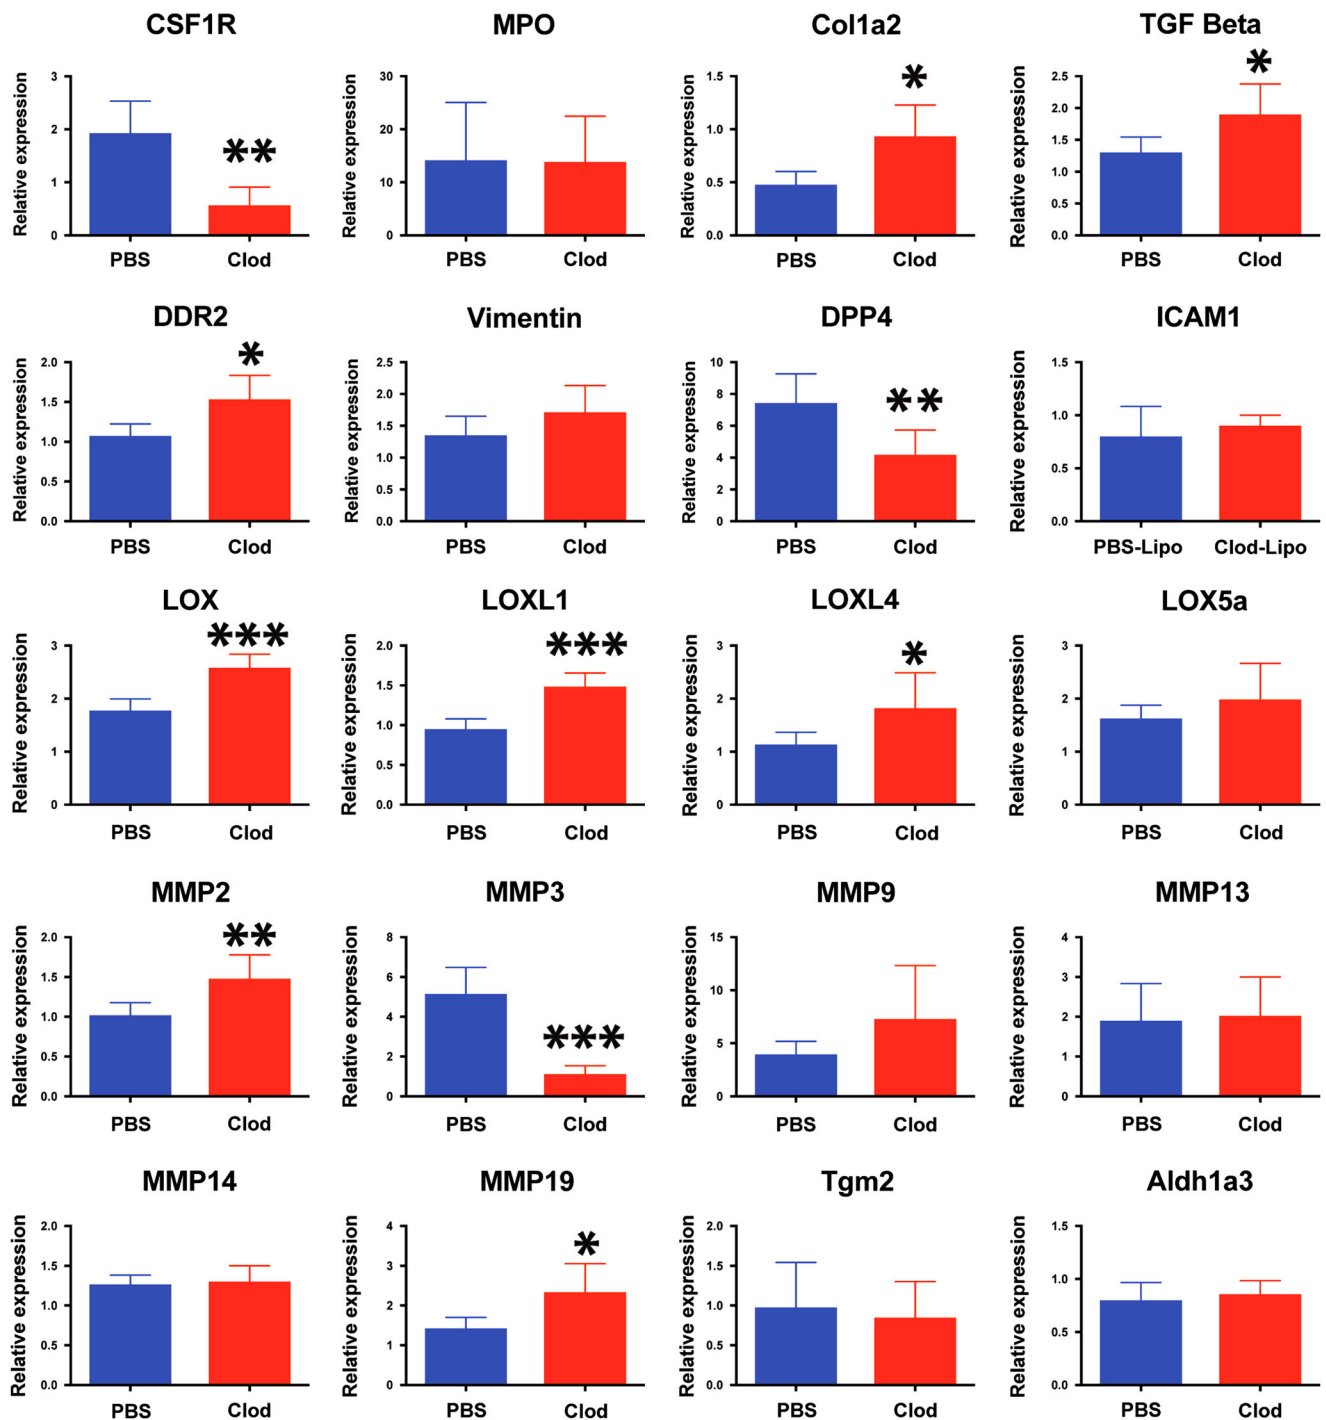 CSF1R
MPO
Col1a2
TGF Beta
Relative expression
3
2
1
0
**
PBS
Clod
Relative expression
30
20
10
0
PBS
Clod
Relative expression
1.5
1.0
0.5
0.0
*
PBS
Clod
Relative expression
2.5
2.0
1.5
1.0
0.5
0.0
*
PBS
Clod
DDR2
Vimentin
DPP4
ICAM1
Relative expression
2.0
1.5
1.0
0.5
0.0
*
PBS
Clod
Relative expression
2.5
2.0
1.5
1.0
0.5
0.0
PBS
Clod
Relative expression
10
8
6
4
2
0
**
PBS
Clod
Relative expression
1.5
1.0
0.5
0.0
PBS-Lipo
Clod-Lipo
LOX
LOXL1
LOXL4
LOX5a
Relative expression
3
2
1
0
***
PBS
Clod
Relative expression
2.0
1.5
1.0
0.5
0.0
***
PBS
Clod
Relative expression
3
2
1
0
*
PBS
Clod
Relative expression
3
2
1
0
PBS
Clod
MMP2
MMP3
MMP9
MMP13
Relative expression
2.0
1.5
1.0
0.5
0.0
**
PBS
Clod
Relative expression
8
6
4
2
0
***
PBS
Clod
Relative expression
15
10
5
0
PBS
Clod
Relative expression
4
3
2
1
0
PBS
Clod
MMP14
MMP19
Tgm2
Aldh1a3
Relative expression
2.0
1.5
1.0
0.5
0.0
PBS
Clod
Relative expression
4
3
2
1
0
*
PBS
Clod
Relative expression
2.0
1.5
1.0
0.5
0.0
PBS
Clod
Relative expression
1.5
1.0
0.5
0.0
PBS
Clod